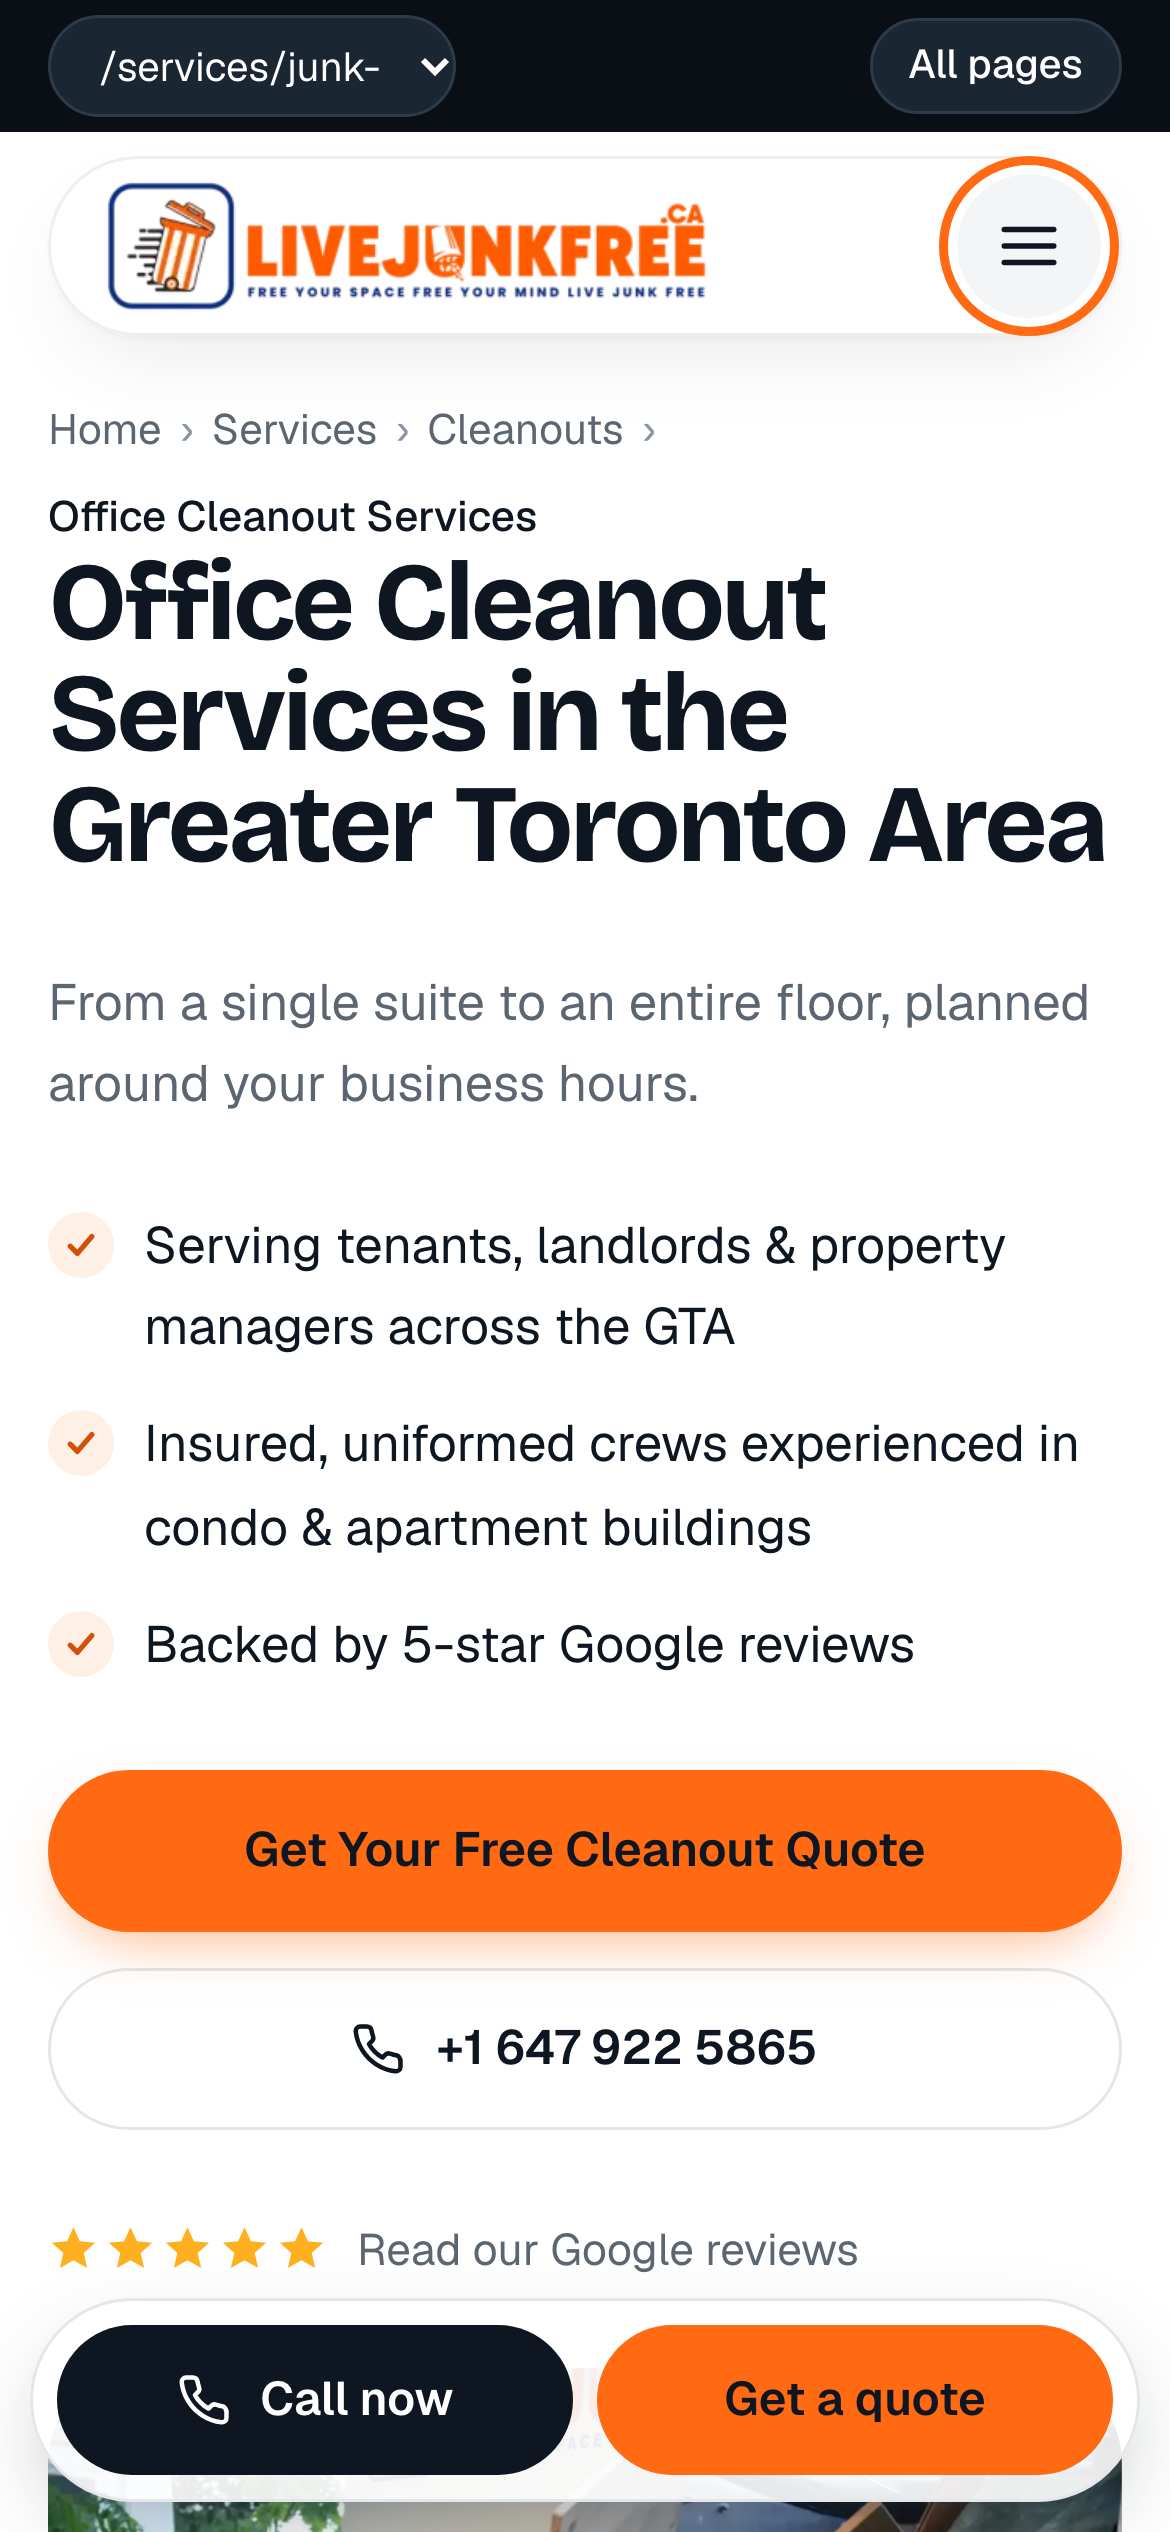 /services/junk-
All pages
.CA
LIVEJUNKFREE
FREE YOUR SPACE FREE YOUR MIND LIVE JUNK FREE
Home › Services › Cleanouts ›
Office Cleanout Services
Office Cleanout
Services in the
Greater Toronto Area
From a single suite to an entire floor, planned
around your business hours.
Serving tenants, landlords & property
managers across the GTA
Insured, uniformed crews experienced in
condo & apartment buildings
Backed by 5-star Google reviews
Get Your Free Cleanout Quote
+1 647 922 5865
Read our Google reviews
Call now
Get a quote